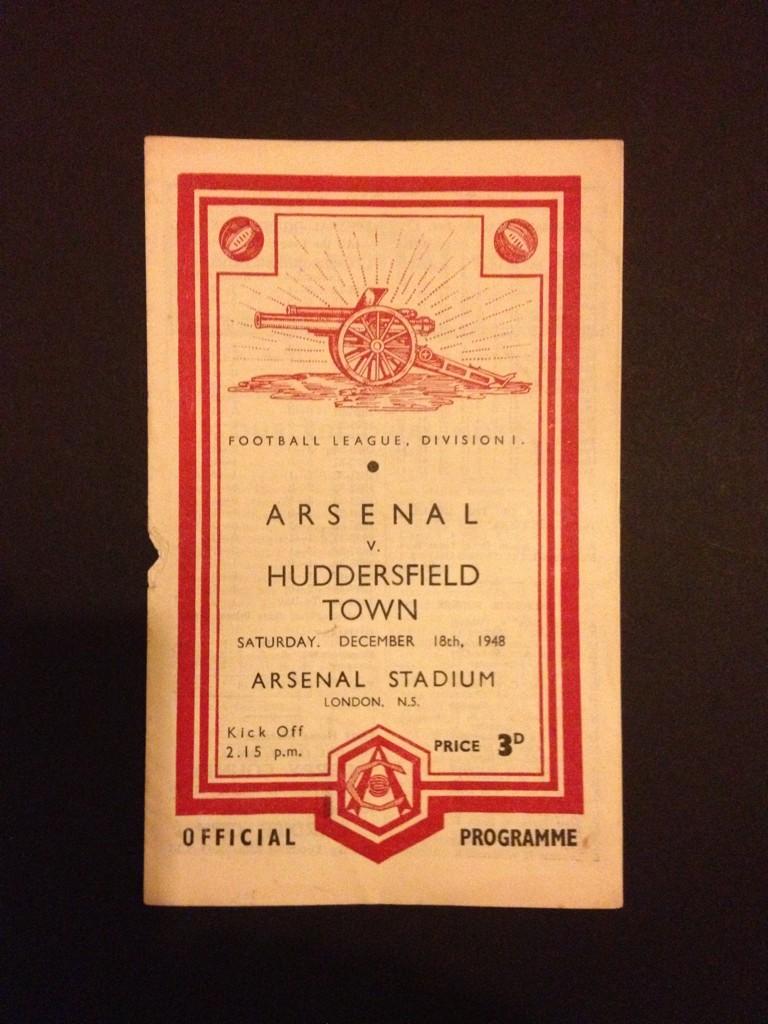 FOOTBALL LEAGUE, DIVISION I.
ARSENAL
V.
HUDDERSFIELD
TOWN
SATURDAY. DECEMBER 18th, 1948
ARSENAL STADIUM
LONDON, N.5.
Kick Off
2.15 p.m.
PRICE 3D
OFFICIAL PROGRAMME